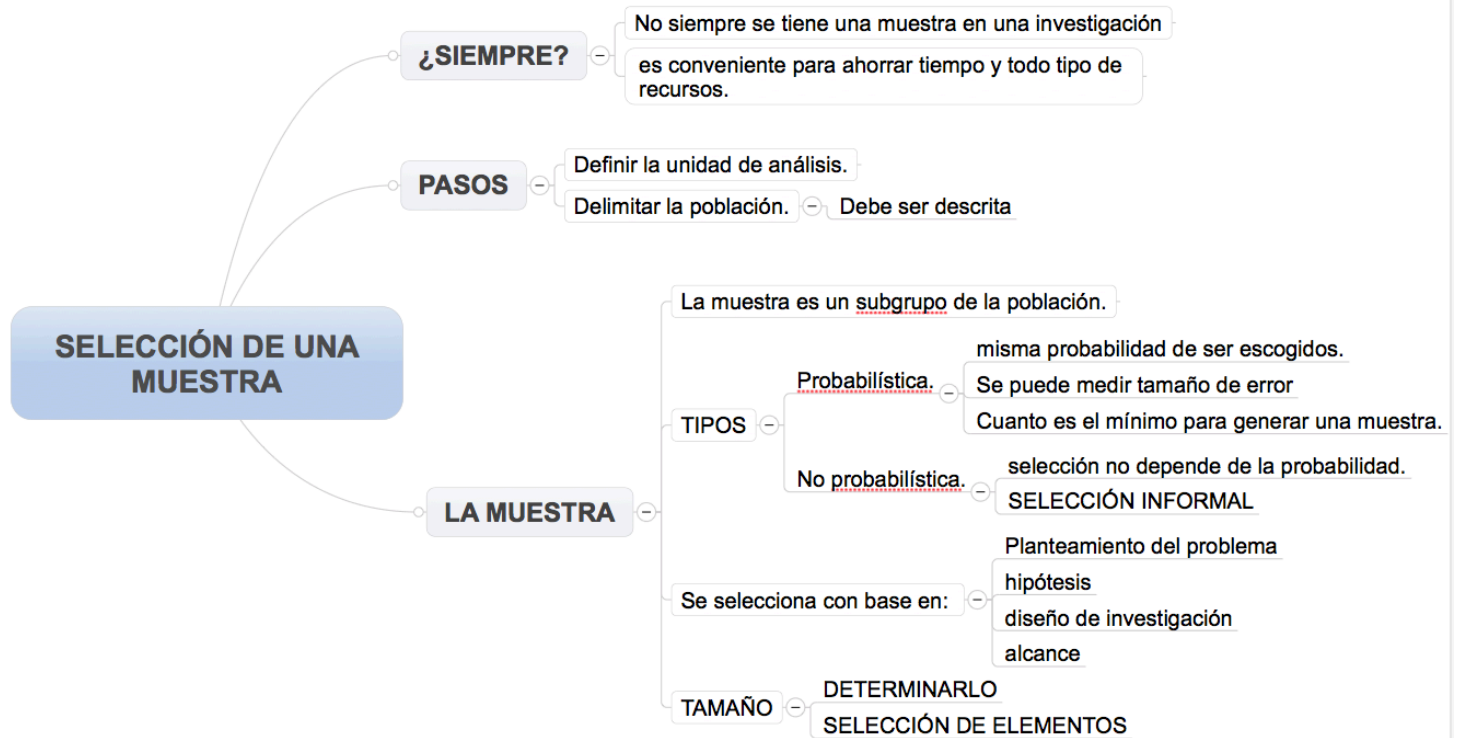 ¿SIEMPRE?
No siempre se tiene una muestra en una investigación
es conveniente para ahorrar tiempo y todo tipo de
recursos.
PASOS
Definir la unidad de análisis.
Delimitar la población.
Debe ser descrita
SELECCIÓN DE UNA
MUESTRA
LA MUESTRA
La muestra es un subgrupo de la población.
TIPOS
Probabilística.
misma probabilidad de ser escogidos.
Se puede medir tamaño de error
Cuanto es el mínimo para generar una muestra.
No probabilística.
selección no depende de la probabilidad.
SELECCIÓN INFORMAL
Se selecciona con base en:
Planteamiento del problema
hipótesis
diseño de investigación
alcance
TAMAÑO
DETERMINARLO
SELECCIÓN DE ELEMENTOS